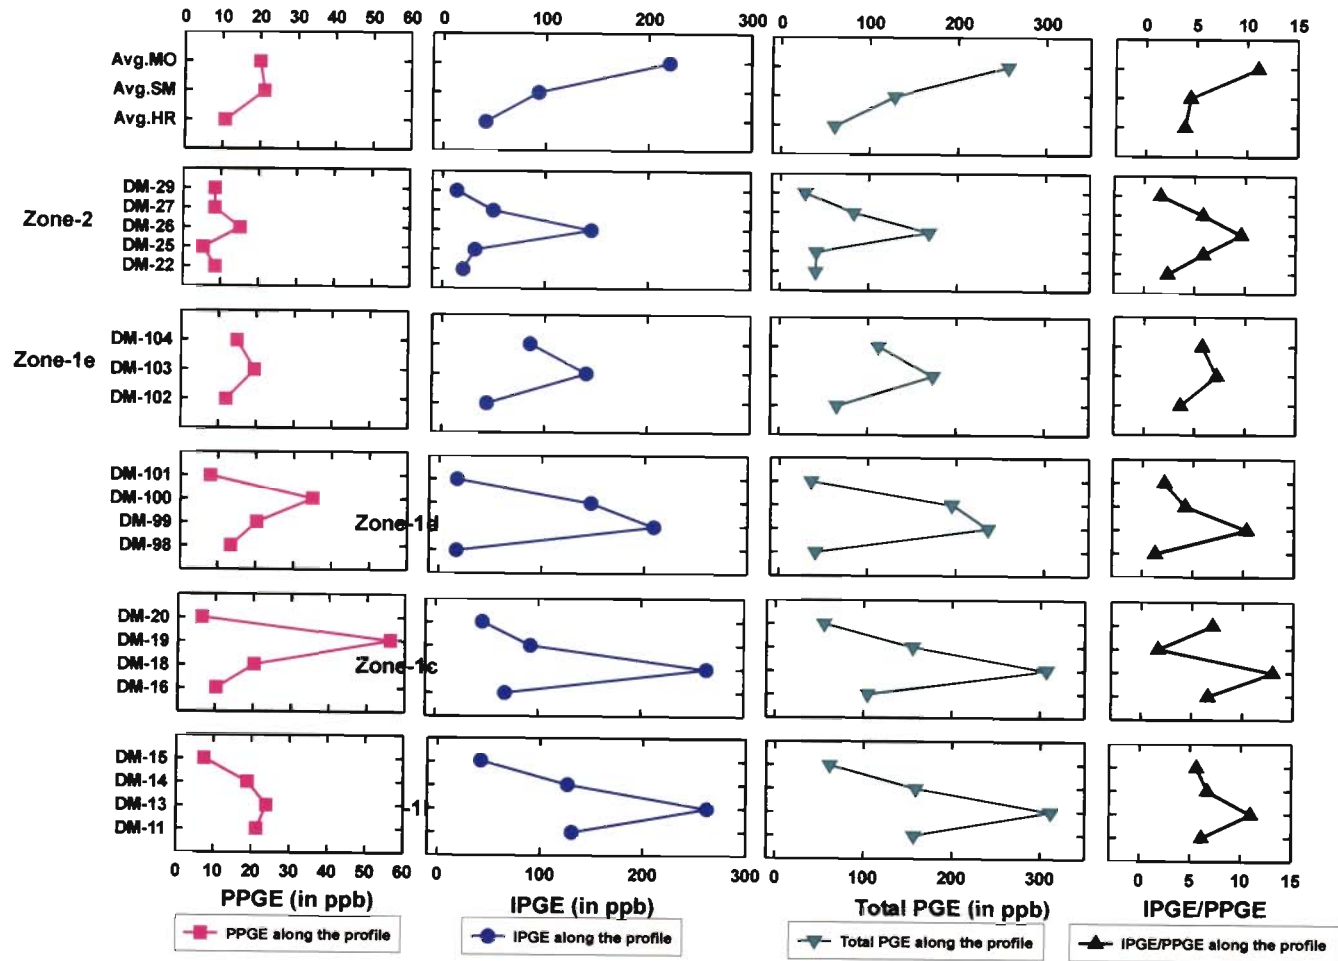 0 10 20 30 40 50 60
0 100 200 300
0 100 200 300
0 5 10 15
Avg.MO
Avg.SM
Avg.HR
Zone-2
DM-29
DM-27
DM-26
DM-25
DM-22
Zone-1e
DM-104
DM-103
DM-102
DM-101
DM-100
DM-99
DM-98
Zone-1d
DM-20
DM-19
DM-18
DM-16
Zone-1c
DM-15
DM-14
DM-13
DM-11
0 10 20 30 40 50 60
0 100 200 300
0 100 200 300
0 5 10 15
PPGE (in ppb)
IPGE (in ppb)
Total PGE (in ppb)
IPGE/PPGE
PPGE along the profile
IPGE along the profile
Total PGE along the profile
IPGE/PPGE along the profile